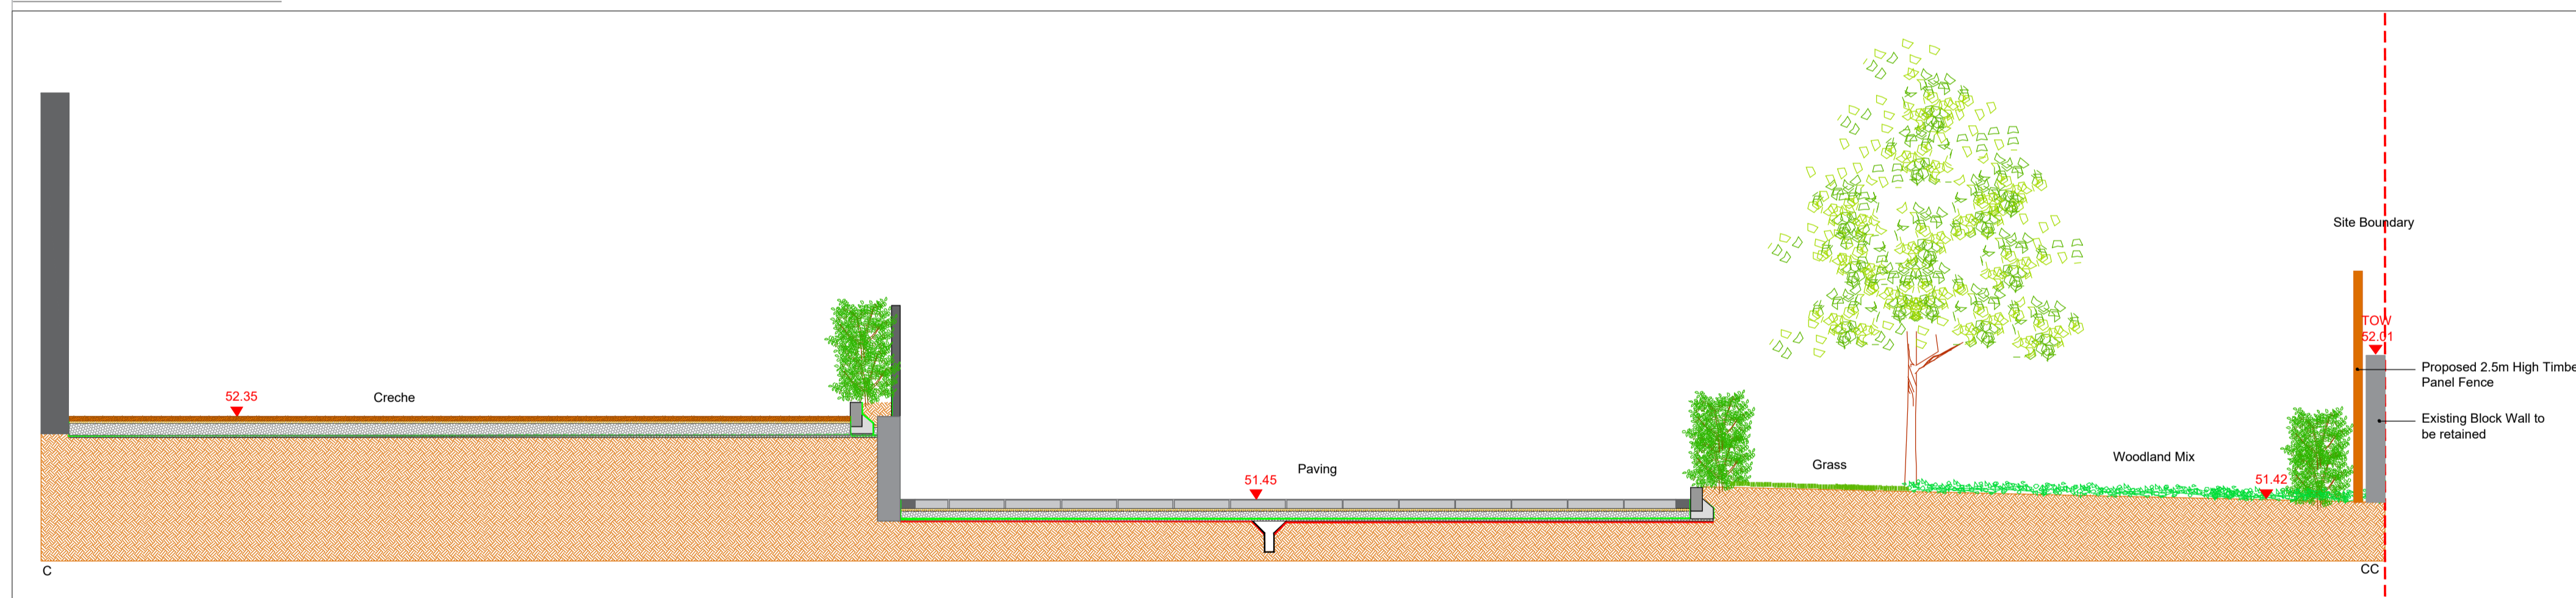 Site Boundary
TOW
52.01
Proposed 2.5m High Timbe
Panel Fence
52.35
Creche
Existing Block Wall to
be retained
Woodland Mix
Grass
Paving
51.45
51.42
C
CC